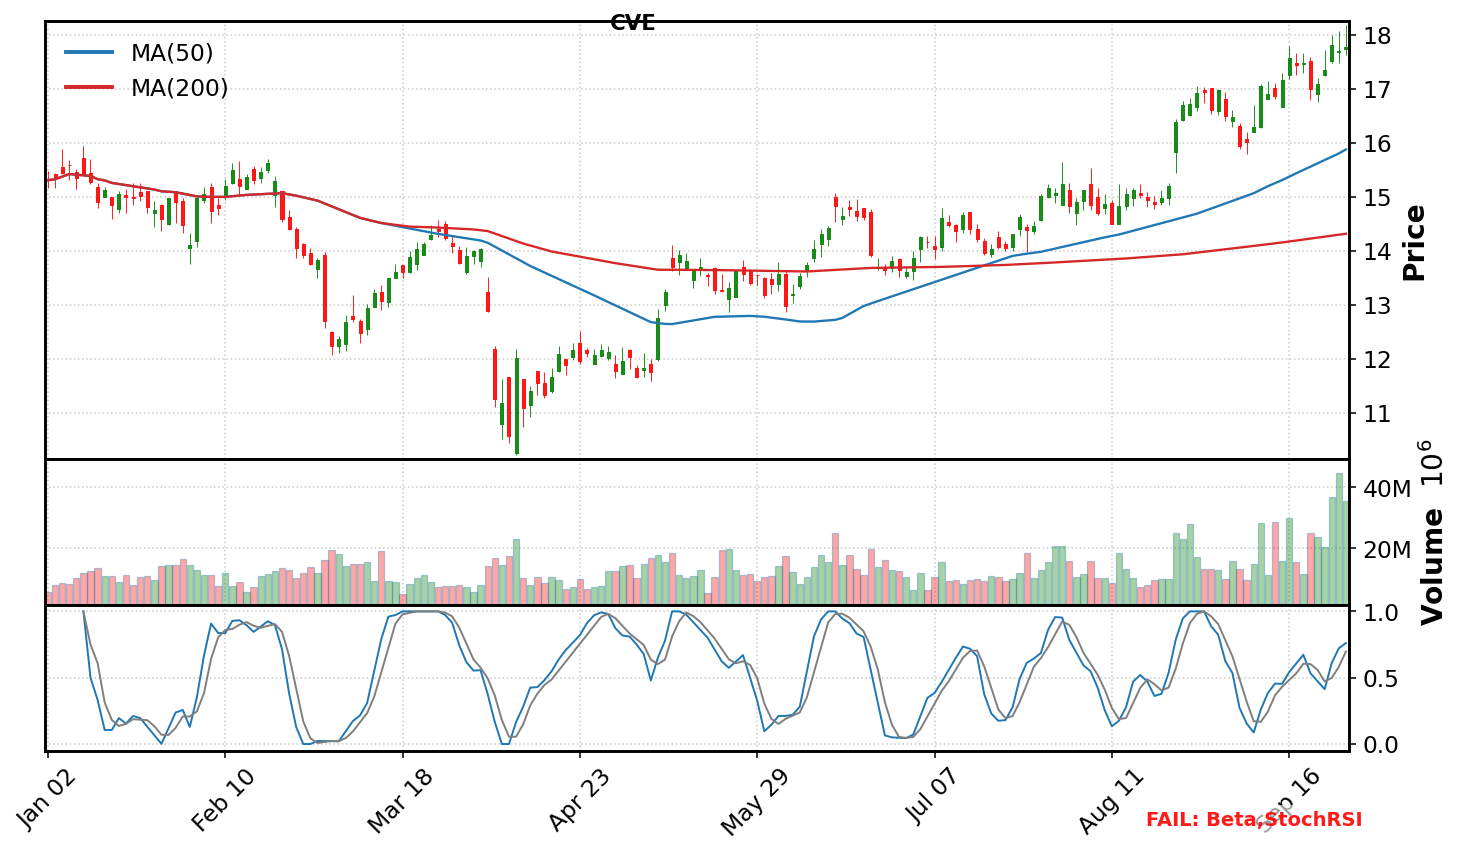 CVE
MA(50)
MA(200)
18
17
16
15
14
13
12
11
Price
40M
20M
Volume 10^6
1.0
0.5
0.0
Jan 02
Feb 10
Mar 18
Apr 23
May 29
Jul 07
Aug 11
Sep 16
FAIL: Beta,StochRSI